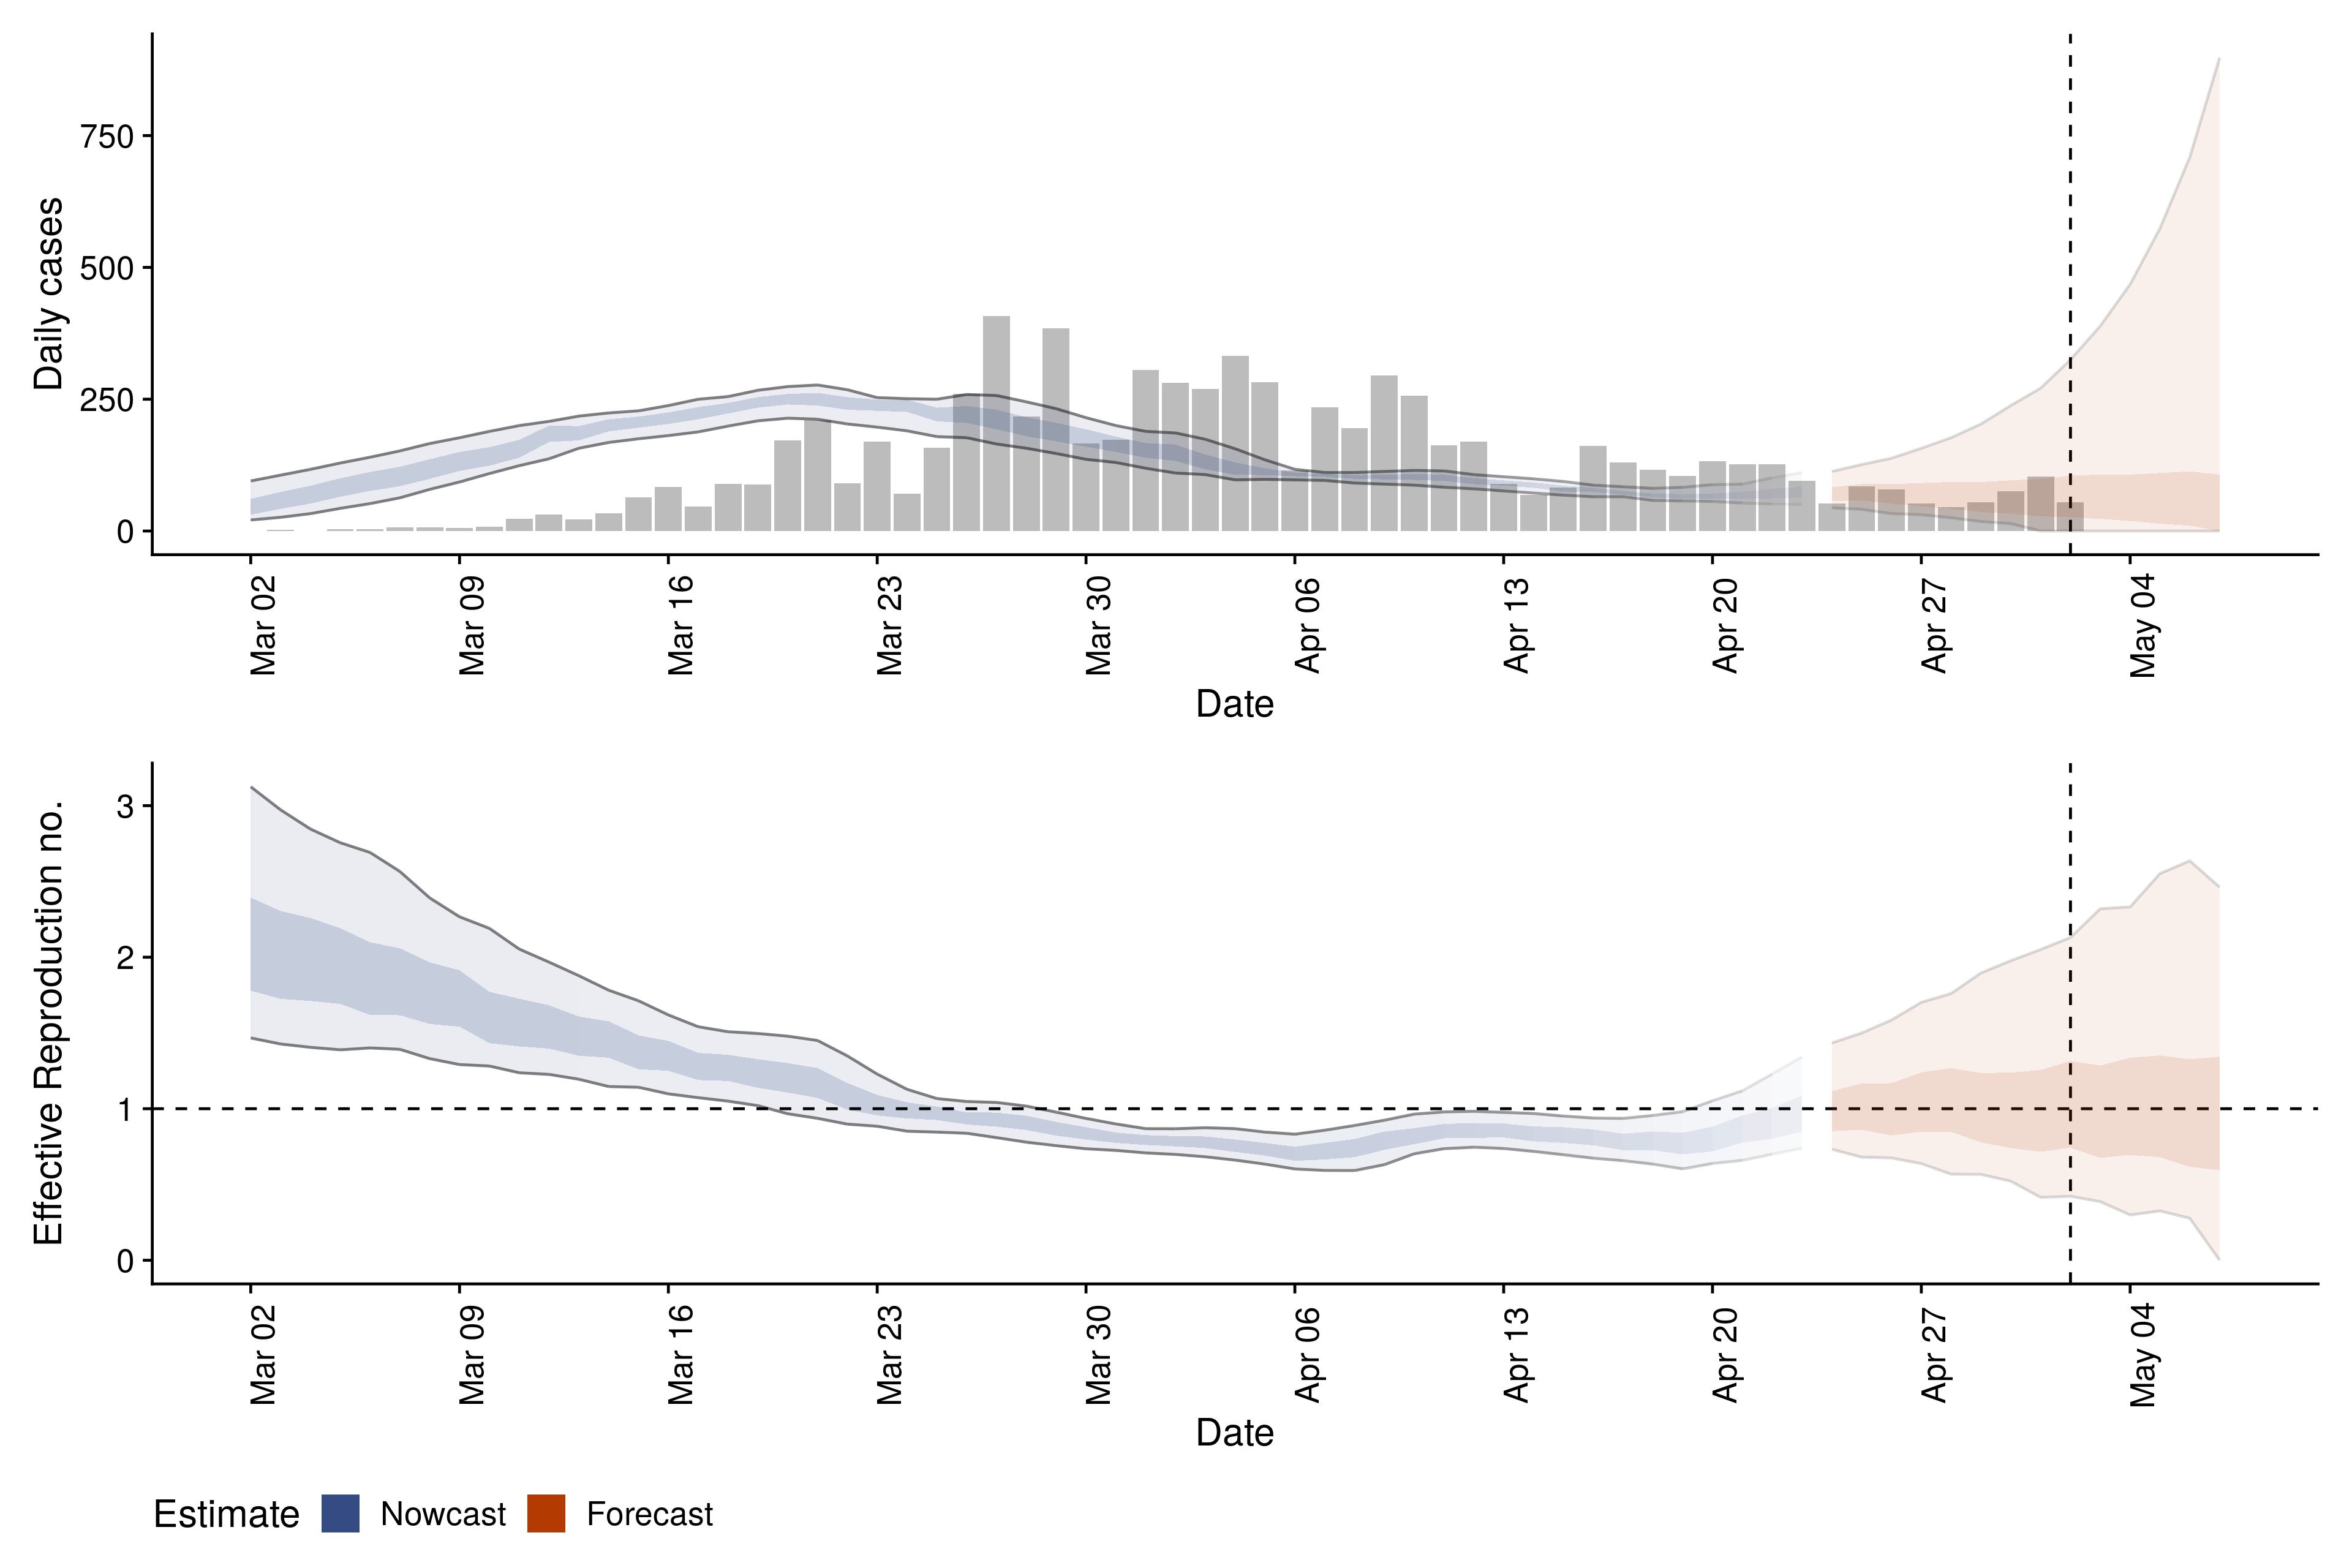 Daily cases
750
500
250
0
Mar 02
Mar 09
Mar 16
Mar 23
Mar 30
Apr 06
Apr 13
Apr 20
Apr 27
May 04
Date
Effective Reproduction no.
3
2
1
0
Mar 02
Mar 09
Mar 16
Mar 23
Mar 30
Apr 06
Apr 13
Apr 20
Apr 27
May 04
Date
Estimate Nowcast Forecast